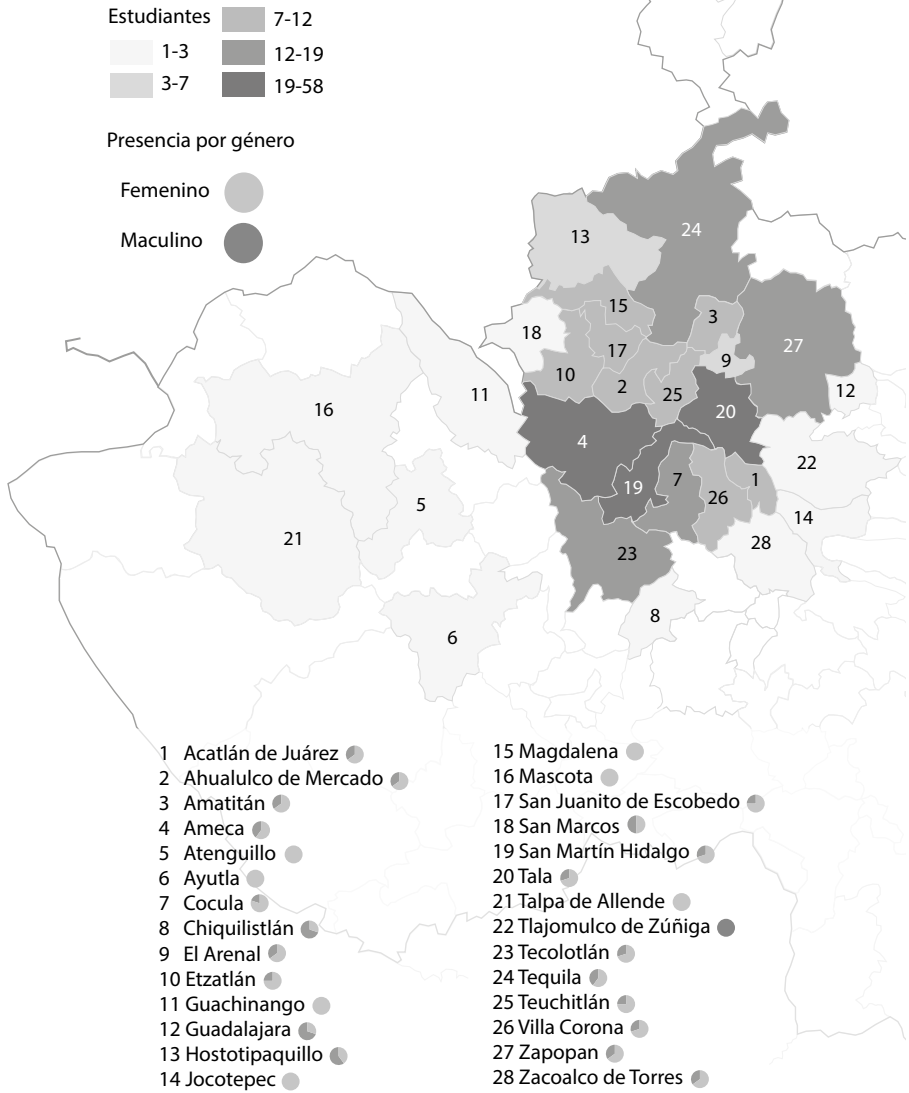 Estudiantes
1-3
3-7
7-12
12-19
19-58
Presencia por género
Femenino
Maculino
13
24
15
3
18
17
9
27
10
2
25
12
11
16
20
4
22
19
7
1
26
5
14
21
28
23
8
6
1 Acatlán de Juárez
2 Ahualulco de Mercado
3 Amatitán
4 Ameca
5 Atenguillo
6 Ayutla
7 Cocula
8 Chiquilistlán
9 El Arenal
10 Etzatlán
11 Guachinango
12 Guadalajara
13 Hostotipaquillo
14 Jocotepec
15 Magdalena
16 Mascota
17 San Juanito de Escobedo
18 San Marcos
19 San Martín Hidalgo
20 Tala
21 Talpa de Allende
22 Tlajomulco de Zúñiga
23 Tecolotlán
24 Tequila
25 Teuchitlán
26 Villa Corona
27 Zapopan
28 Zacoalco de Torres